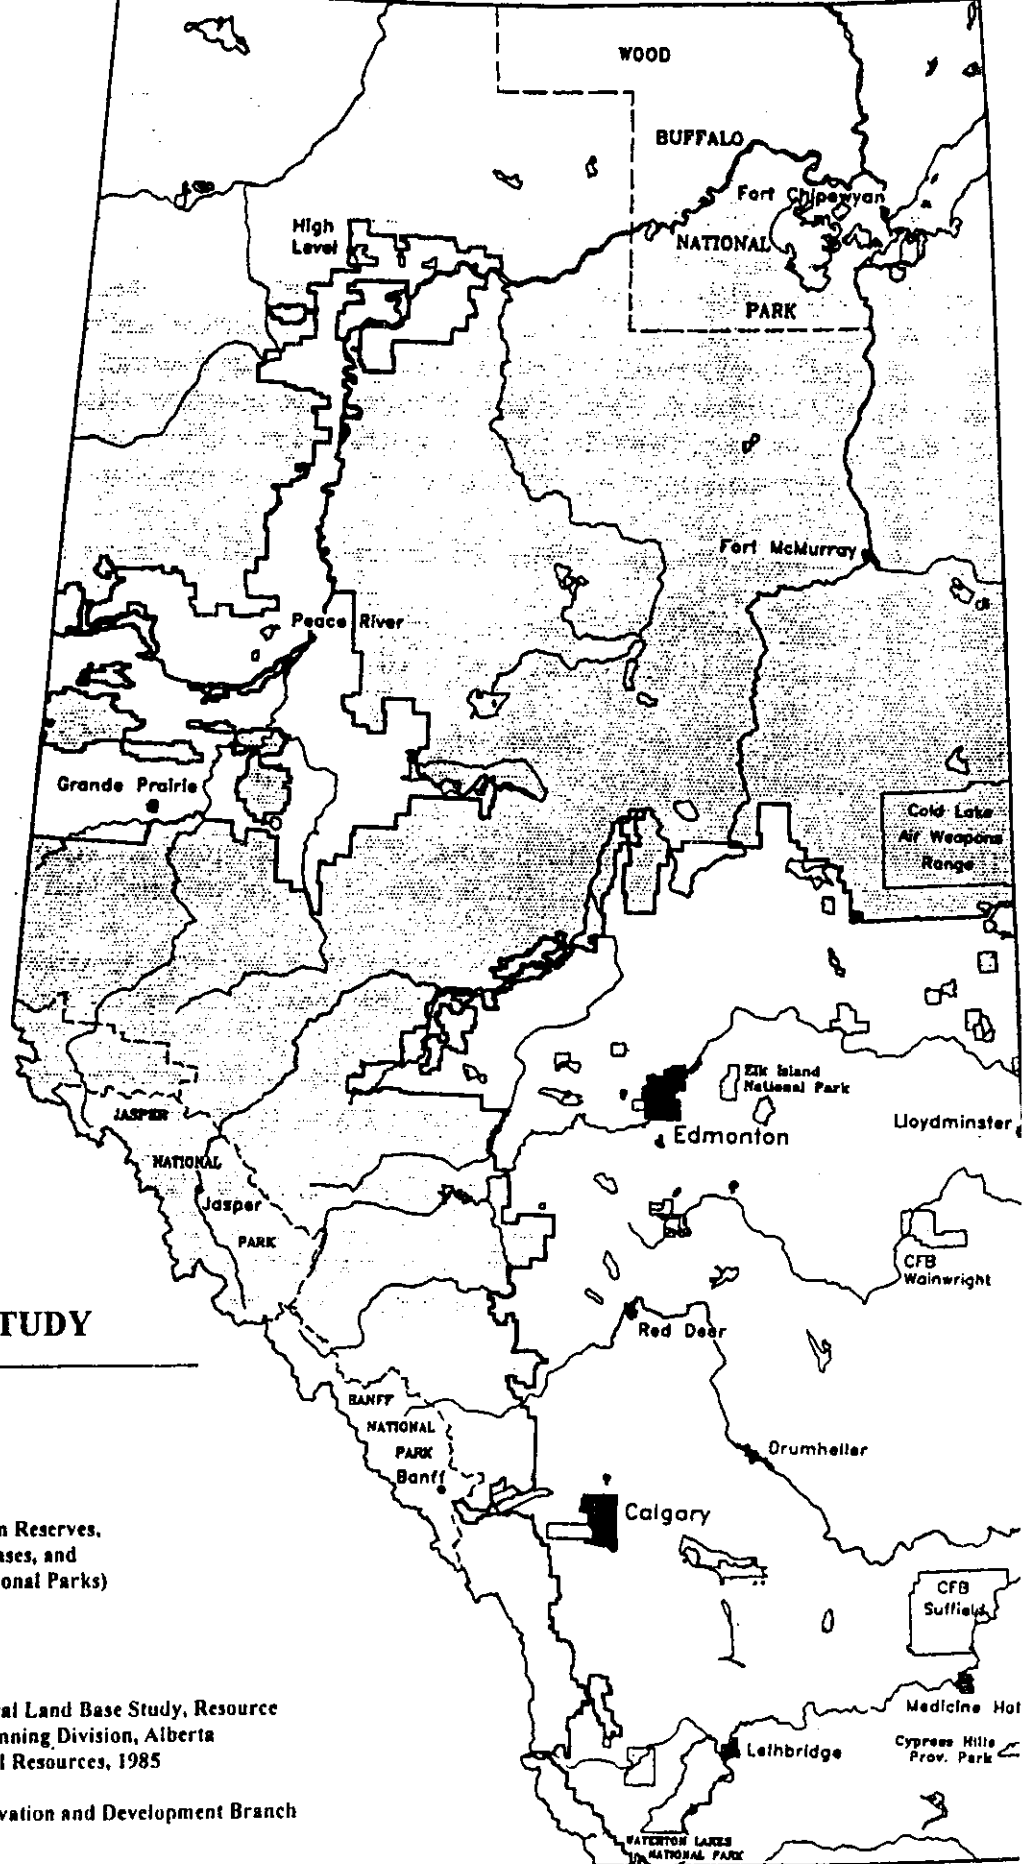 WOOD
BUFFALO
Fort Chipewyan
High
Level
NATIONAL
PARK
Fort McMurray
Peace River
Grande Prairie
Cold Lake
Air Weapons
Range
Elk Island
National Park
JASPER
Edmonton
Lloydminster
NATIONAL
Jasper
PARK
CFB
Wainwright
TUDY
Red Deer
BANFF
NATIONAL
PARK
Banff
Drumheller
Calgary
n Reserves,
ases, and
onal Parks)
CFB
Suffield
ral Land Base Study, Resource
nning Division, Alberta
l Resources, 1985
Medicine Hat
Lethbridge
Cypress Hills
Prov. Park
vation and Development Branch
WATERTON LAKES
NATIONAL PARK